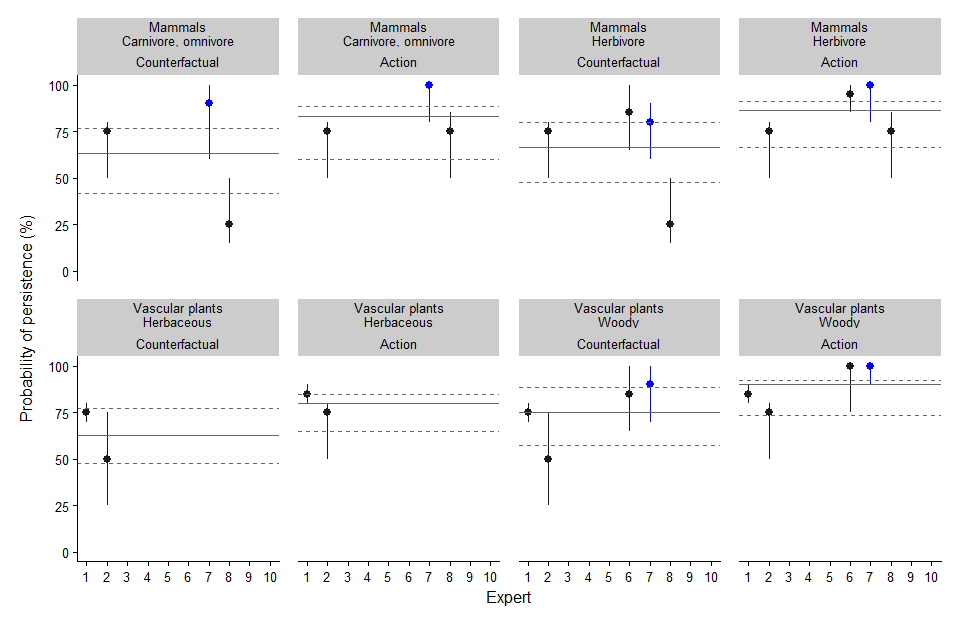 Mammals
Carnivore, omnivore
Counterfactual
Mammals
Carnivore, omnivore
Action
Mammals
Herbivore
Counterfactual
Mammals
Herbivore
Action
100
75
50
25
0
Probability of persistence (%)
Vascular plants
Herbaceous
Counterfactual
Vascular plants
Herbaceous
Action
Vascular plants
Woody
Counterfactual
Vascular plants
Woody
Action
100
75
50
25
0
1 2 3 4 5 6 7 8 9 10
1 2 3 4 5 6 7 8 9 10
1 2 3 4 5 6 7 8 9 10
1 2 3 4 5 6 7 8 9 10
Expert